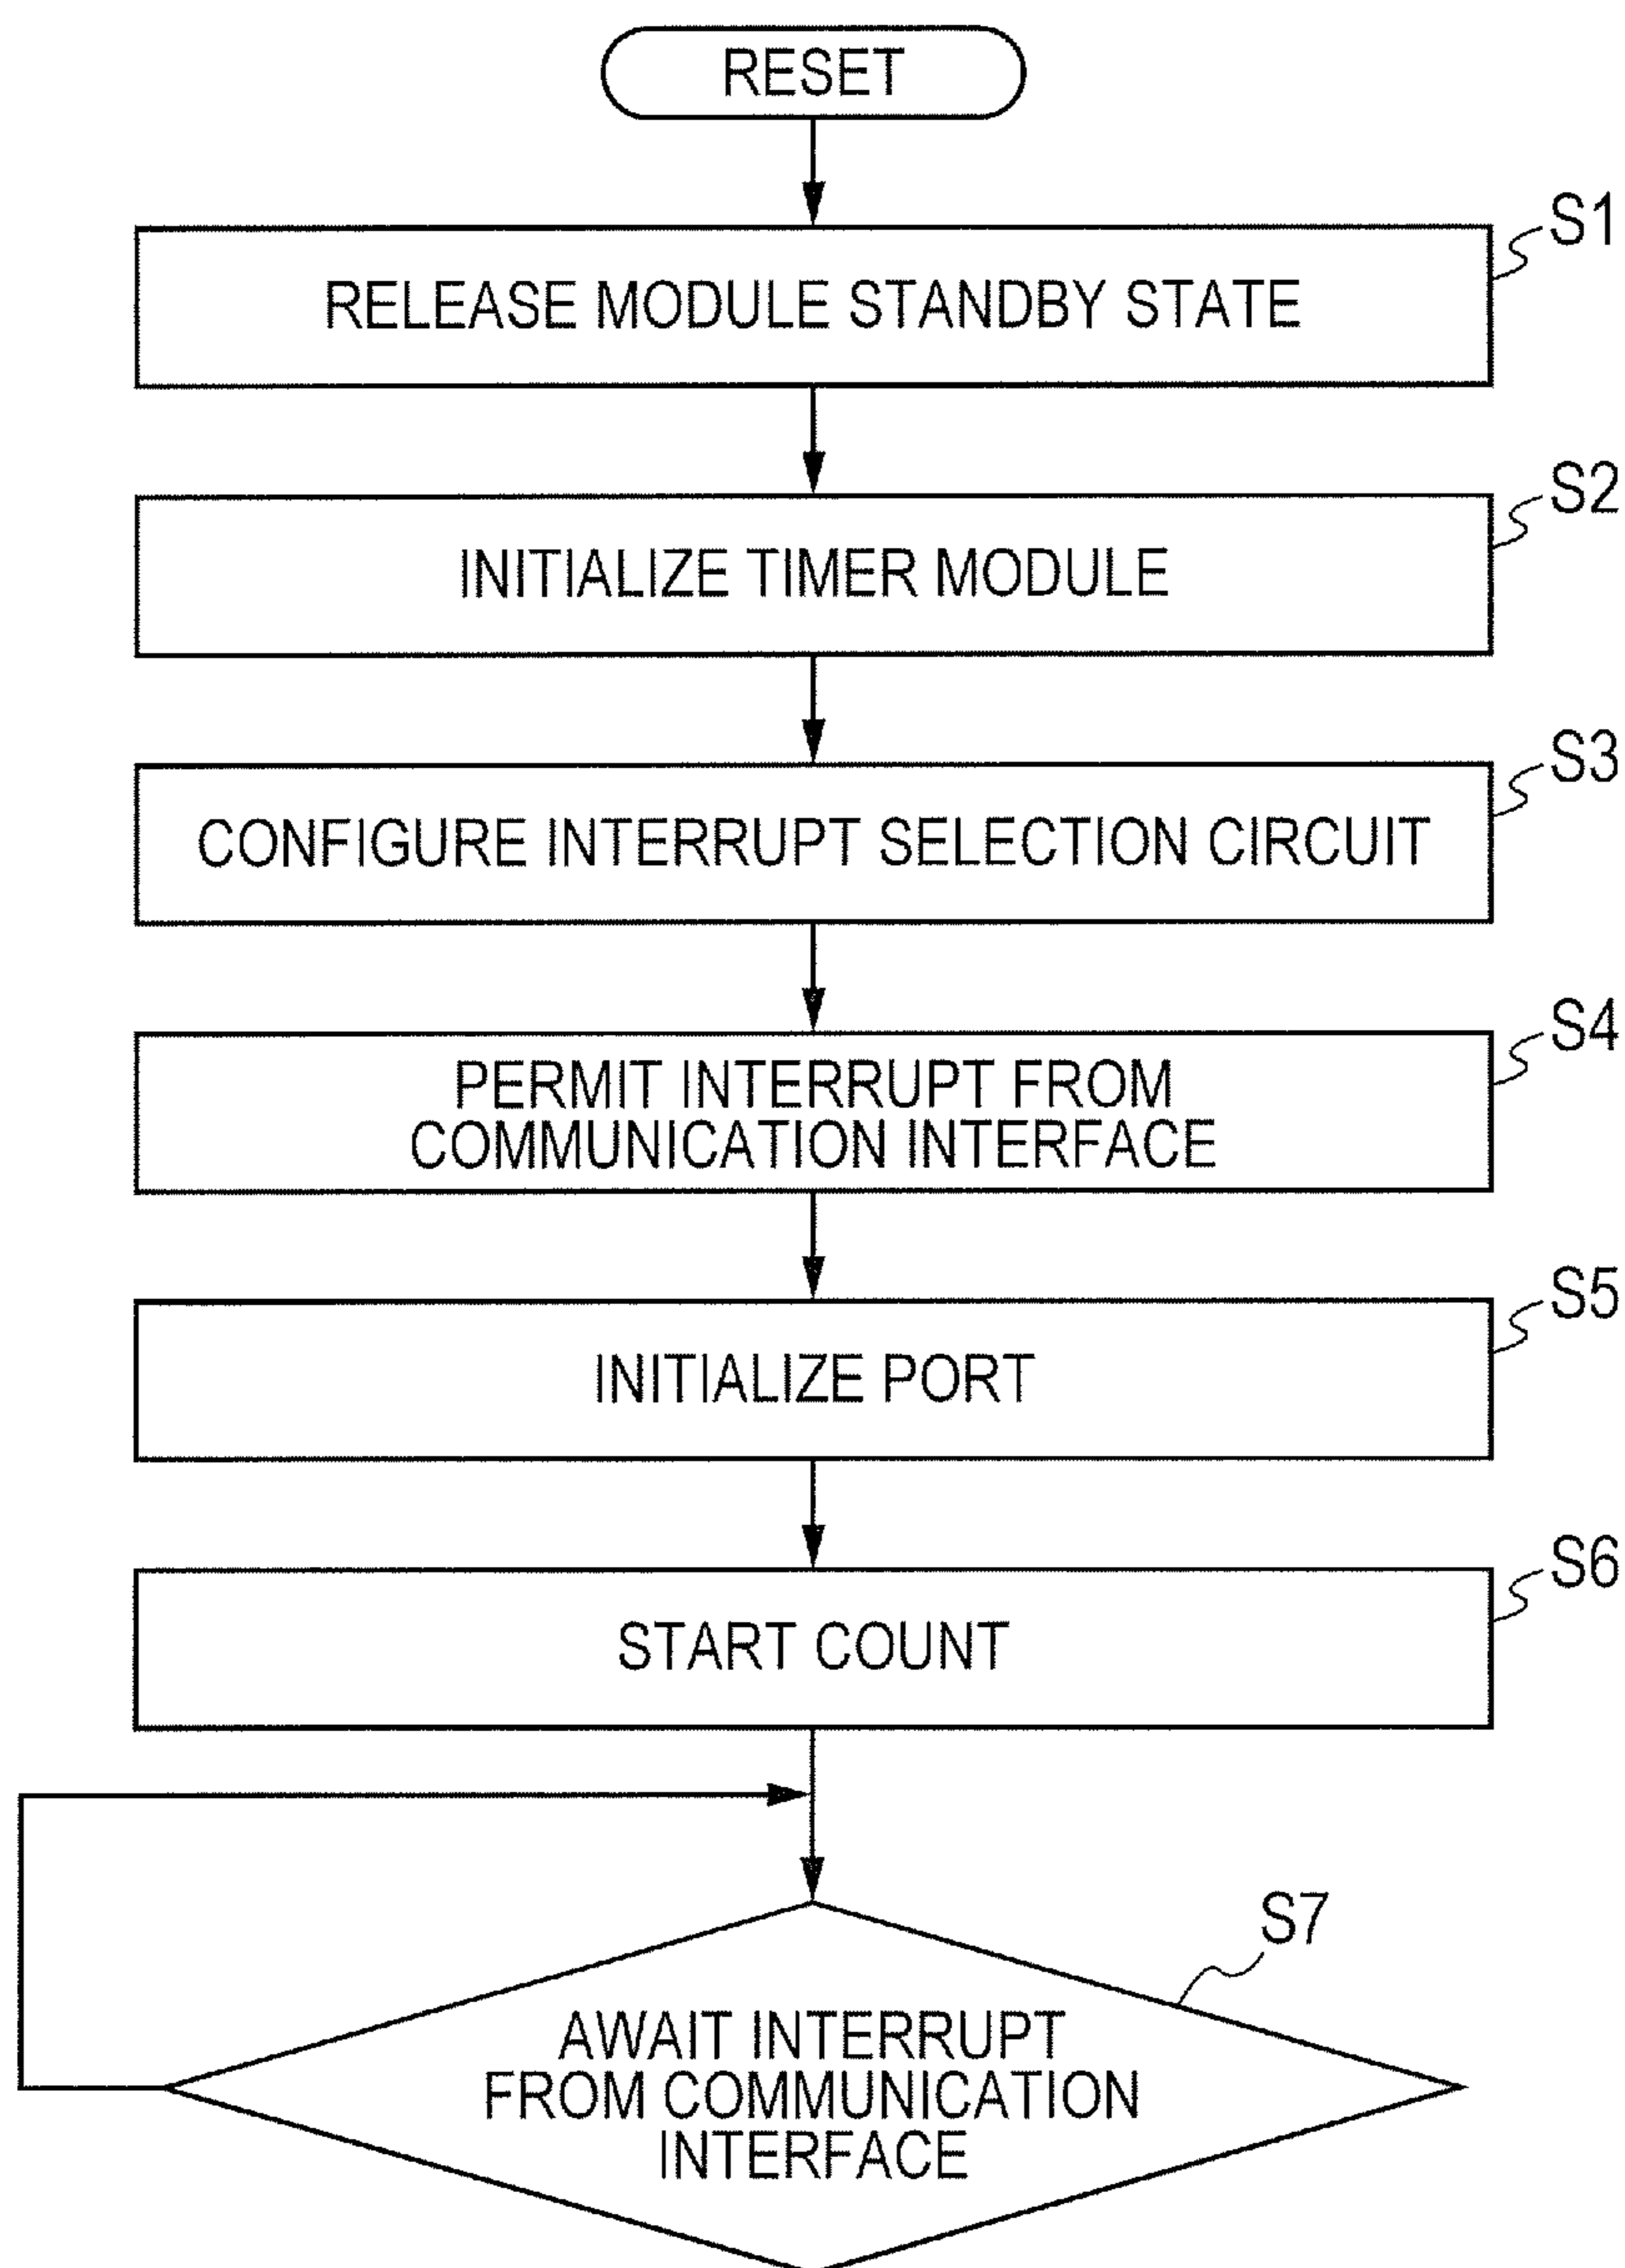 RESET
S1
RELEASE MODULE STANDBY STATE
S2
INITIALIZE TIMER MODULE
S3
CONFIGURE INTERRUPT SELECTION CIRCUIT
S4
PERMIT INTERRUPT FROM
COMMUNICATION INTERFACE
S5
INITIALIZE PORT
S6
START COUNT
S7
AWAIT INTERRUPT
FROM COMMUNICATION
INTERFACE